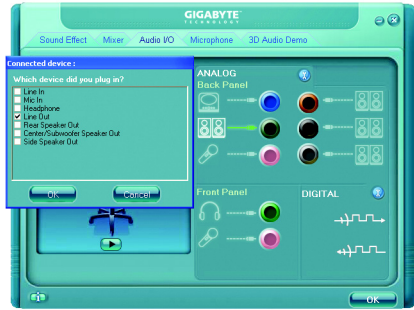 GIGABYTE
TECHNOLOGY
Sound Effect Mixer Audio I/O Microphone 3D Audio Demo
Connected device :
Which device did you plug in?
Line In
Mic In
Headphone
Line Out
Rear Speaker Out
Center/Subwoofer Speaker Out
Side Speaker Out
OK Cancel
ANALOG
Back Panel
Front Panel
DIGITAL
OK